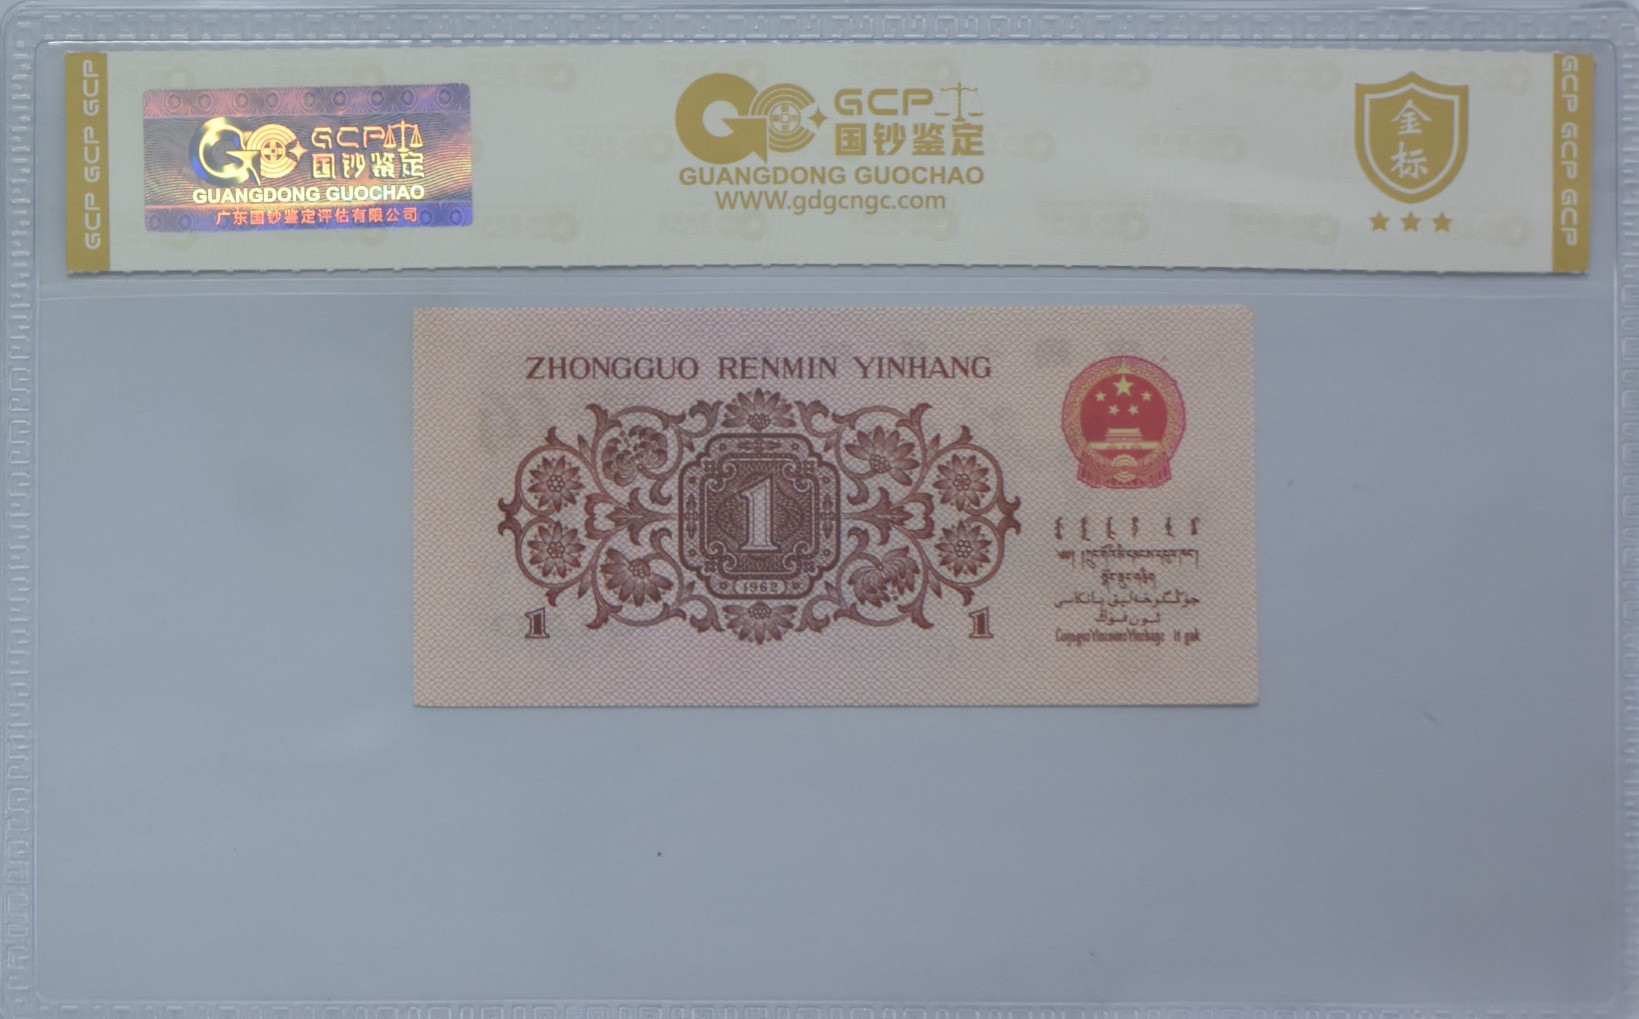 GCP GCP GCP
GCP
国钞鉴定
GUANGDONG GUOCHAO
广东国钞鉴定评估有限公司
GCP
国钞鉴定
GUANGDONG GUOCHAO
www.gdgcngc.com
金
标
GCP GCP GCP
ZHONGGUO RENMIN YINHANG
1
1962
1 1